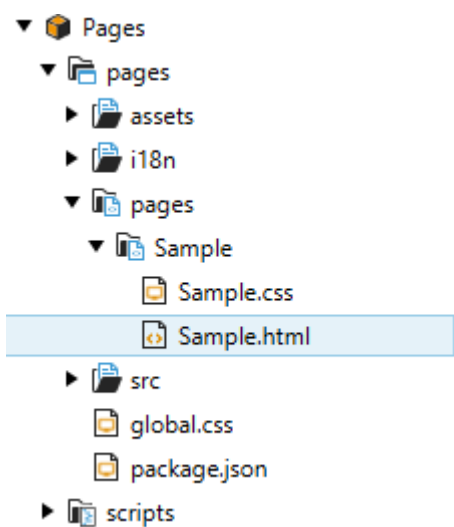 Pages
pages
assets
i18n
pages
Sample
Sample.css
Sample.html
src
global.css
package.json
scripts